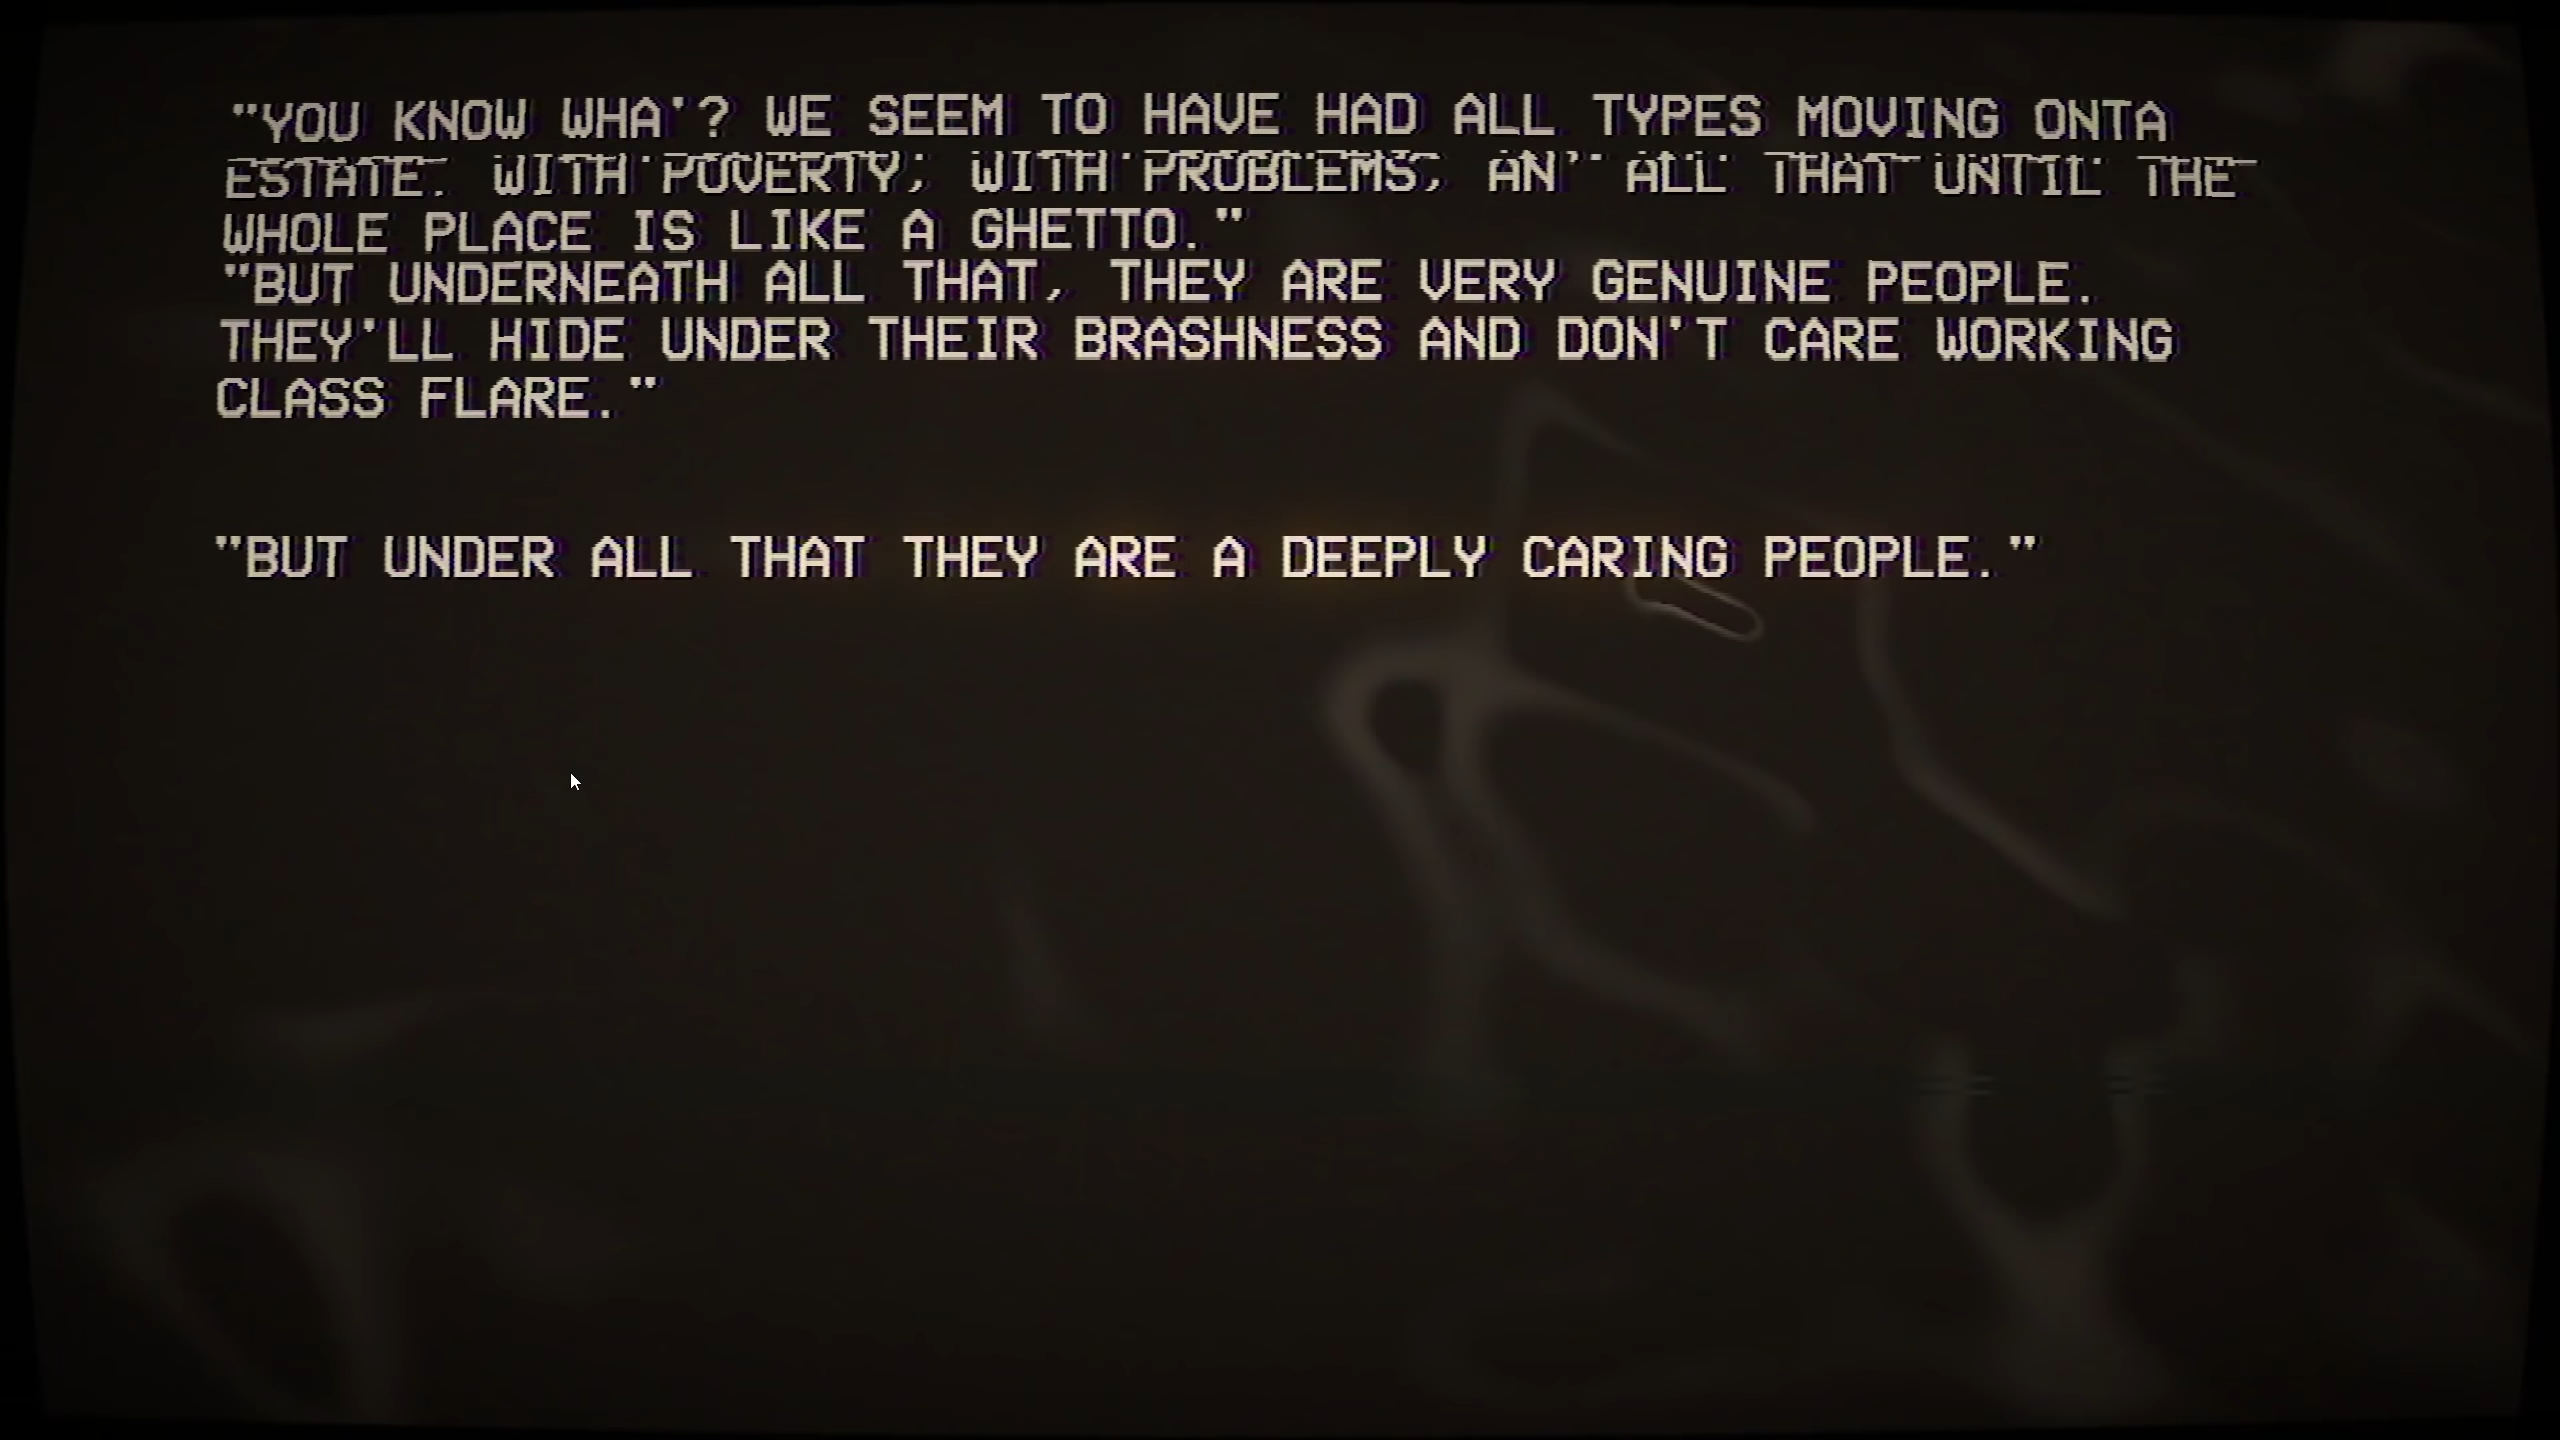 "YOU KNOW WHA'? WE SEEM TO HAVE HAD ALL TYPES MOVING ONTA
ESTATE. WITH POVERTY, WITH PROBLEMS, AN' ALL THAT UNTIL THE
WHOLE PLACE IS LIKE A GHETTO."
"BUT UNDERNEATH ALL THAT, THEY ARE VERY GENUINE PEOPLE.
THEY'LL HIDE UNDER THEIR BRASHNESS AND DON'T CARE WORKING
CLASS FLARE."
"BUT UNDER ALL THAT THEY ARE A DEEPLY CARING PEOPLE."